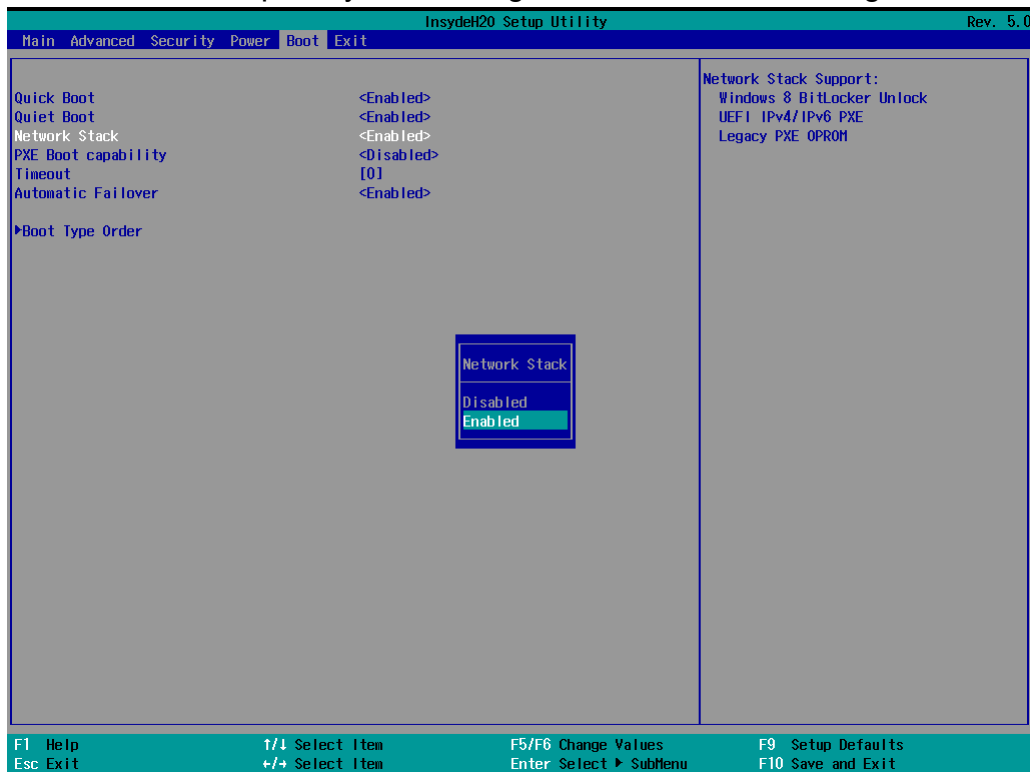 InsydeH20 Setup Utility Rev. 5.0
Main Advanced Security Power Boot Exit
Quick Boot <Enabled>
Quiet Boot <Enabled>
Network Stack <Enabled>
PXE Boot capability <Disabled>
Timeout [0]
Automatic Failover <Enabled>
▶Boot Type Order
Network Stack Support:
Windows 8 BitLocker Unlock
UEFI IPv4/IPv6 PXE
Legacy PXE OPROM
Network Stack
Disabled
Enabled
F1 Help ↑/↓ Select Item F5/F6 Change Values F9 Setup Defaults
Esc Exit ←/→ Select Item Enter Select ▶ SubMenu F10 Save and Exit